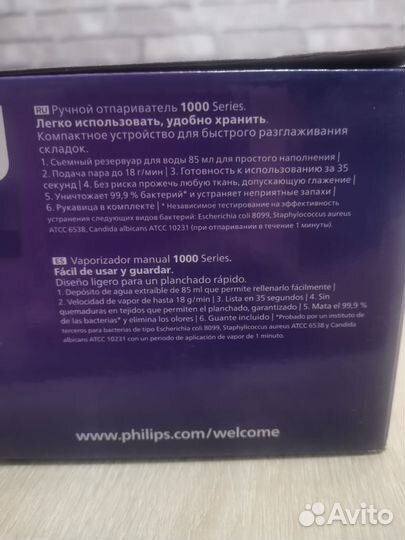 RU Ручной отпариватель 1000 Series.
Легко использовать, удобно хранить.
Компактное устройство для быстрого разглаживания
складок.
1. Съемный резервуар для воды 85 мл для простого наполнения |
2. Подача пара до 18 г/мин | 3. Готовность к использованию за 35
секунд | 4. Без риска прожечь любую ткань, допускающую глажение |
5. Уничтожает 99,9 % бактерий* и устраняет неприятные запахи |
6. Рукавица в комплекте | * Независимое тестирование на эффективность
устранения следующих видов бактерий: Escherichia coli 8099, Staphylococcus aureus
ATCC 6538, Candida albicans ATCC 10231 (при отпаривании в течение 1 минуты).
ES Vaporizador manual 1000 Series.
Fácil de usar y guardar.
Diseño ligero para un planchado rápido.
1. Depósito de agua extraíble de 85 ml que permite rellenarlo fácilmente |
2. Velocidad de vapor de hasta 18 g/min | 3. Lista en 35 segundos | 4. Sin
quemaduras en tejidos que permiten el planchado, garantizado | 5. Mata el 99,9 %
de las bacterias* y elimina los olores | 6. Guante incluido | *Probado por un instituto de
terceros para bacterias de tipo Escherichia coli 8099, Staphylococcus aureus ATCC 6538 y Candida
albicans ATCC 10231 con un período de aplicación de vapor de 1 minuto.
www.philips.com/welcome
Avito